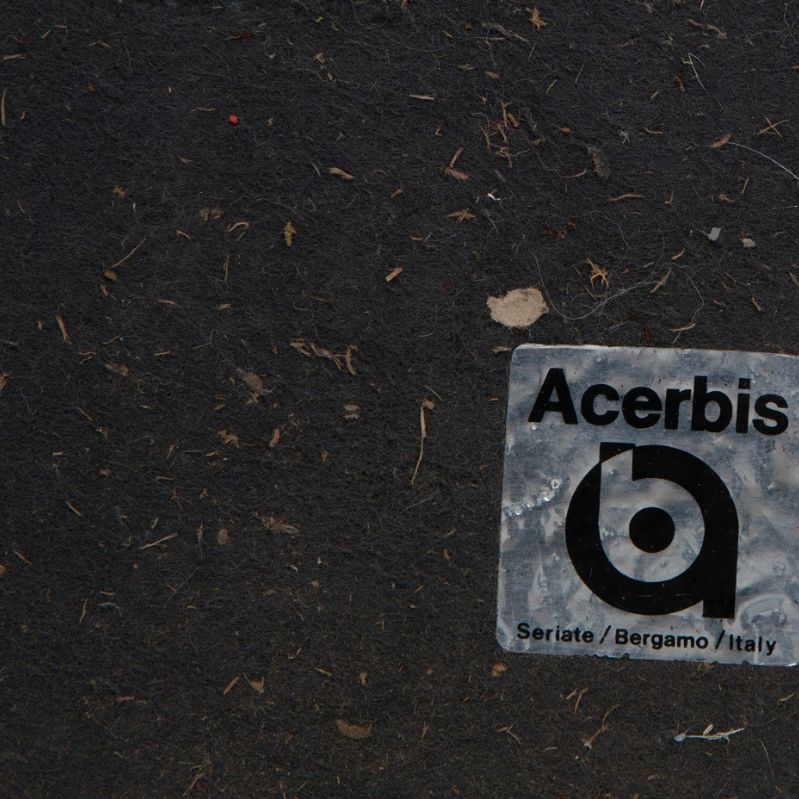 Acerbis
Seriate / Bergamo / Italy